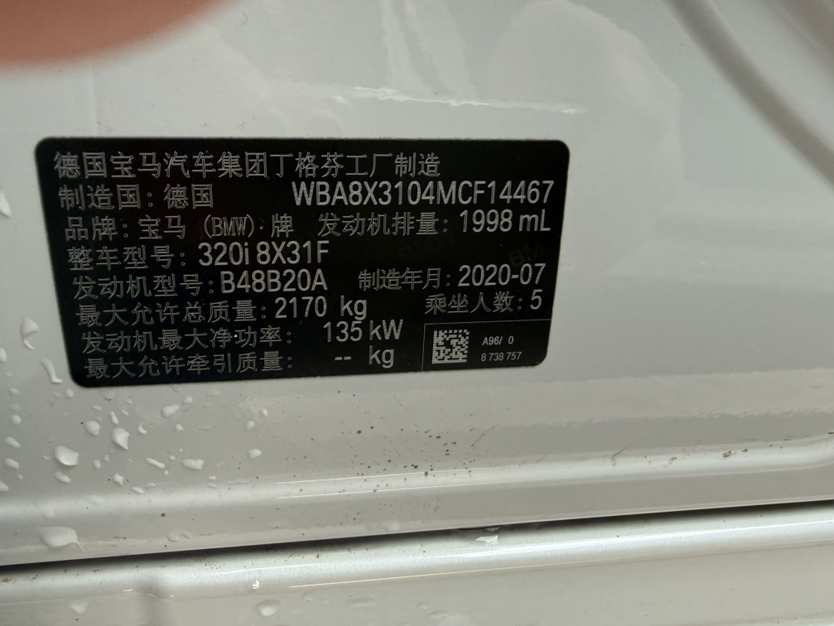 德国宝马汽车集团丁格芬工厂制造
制造国：德国 WBA8X3104MCF14467
品牌：宝马（BMW）牌 发动机排量：1998 mL
整车型号：320i 8X31F
发动机型号：B48B20A 制造年月：2020-07
最大允许总质量：2170 kg 乘坐人数：5
发动机最大净功率： 135 kW
最大允许牵引质量： -- kg
A96/ 0
8 738 757